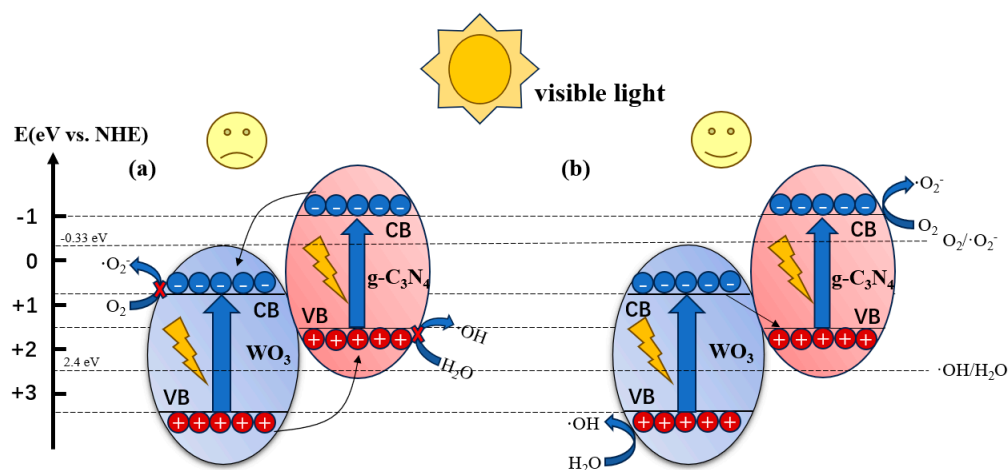 visible light
E(eV vs. NHE)
(a)
(b)
-1
-0.33 eV
0
+1
+2
2.4 eV
+3
·O₂⁻
O₂
CB
WO₃
VB
CB
g-C₃N₄
VB
·OH
H₂O
CB
WO₃
VB
·OH
H₂O
CB
g-C₃N₄
VB
·O₂⁻
O₂
O₂/·O₂⁻
·OH/H₂O